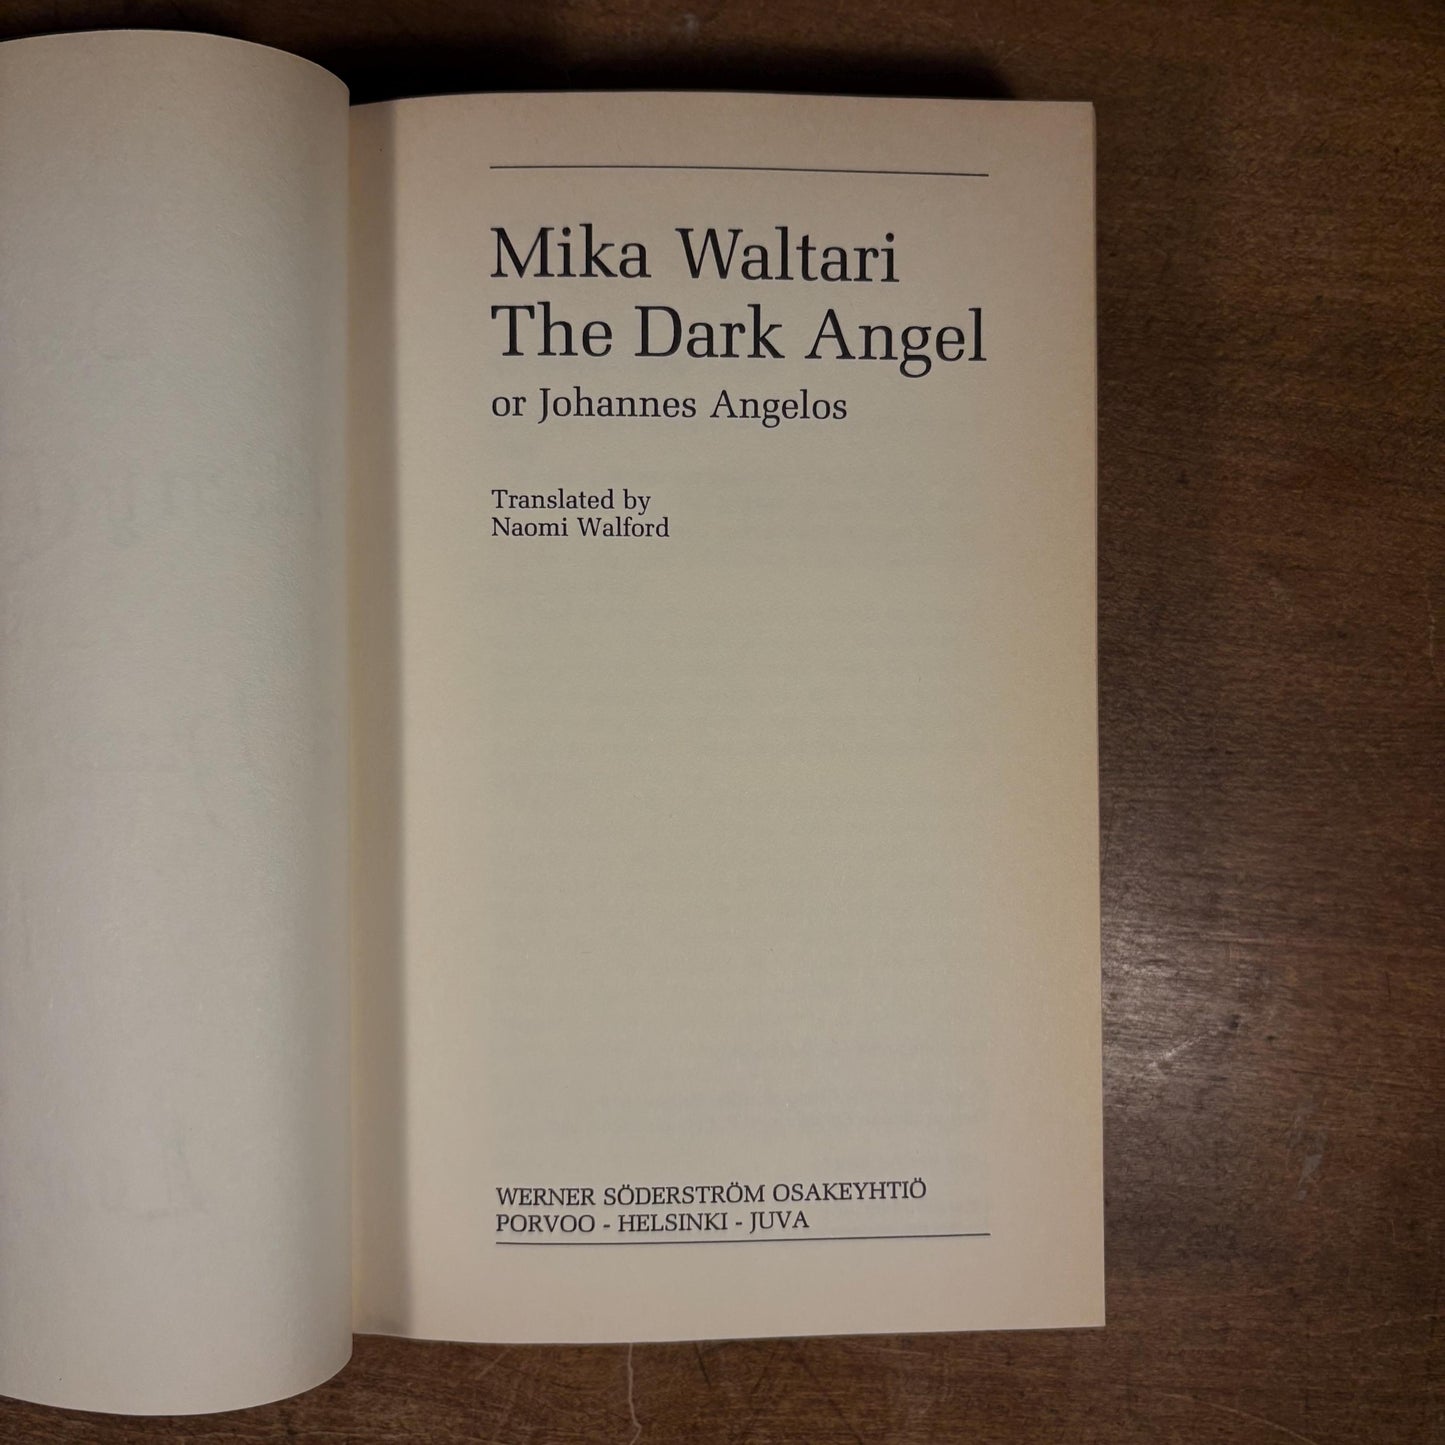 Mika Waltari
The Dark Angel
or Johannes Angelos
Translated by
Naomi Walford
WERNER SÖDERSTRÖM OSAKEYHTIÖ
PORVOO - HELSINKI - JUVA